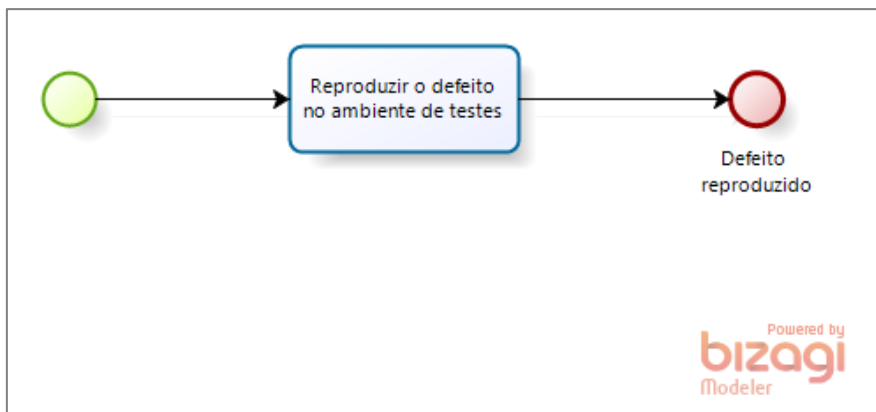 Reproduzir o defeito
no ambiente de testes
Defeito
reproduzido
Powered by
bizagi
Modeler